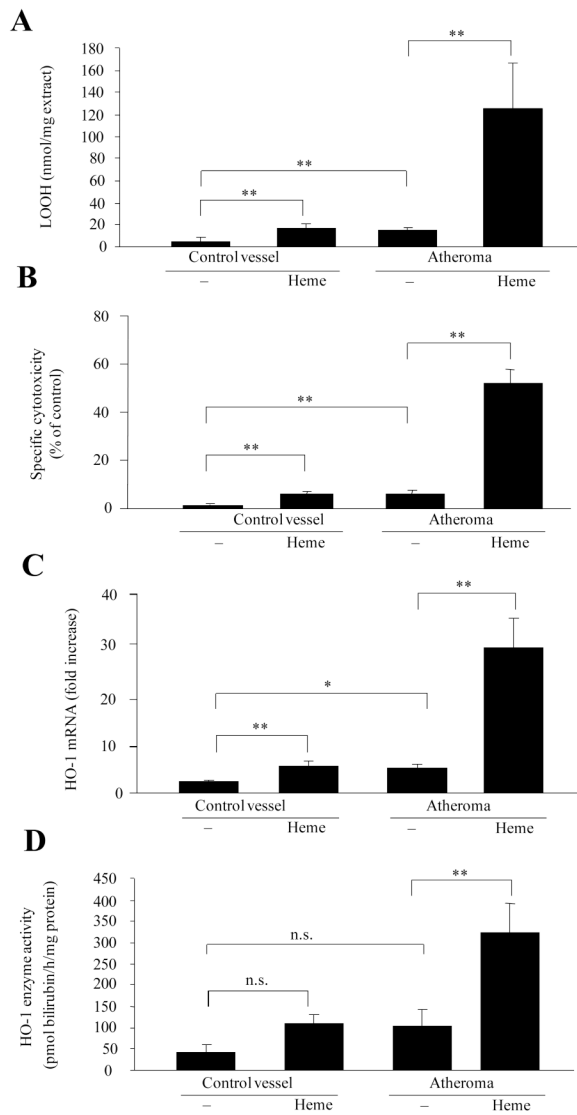 A
LOOH (nmol/mg extract)
180
160
140
120
100
80
60
40
20
0
**
**
**
Control vessel
Atheroma
–
Heme
–
Heme
B
Specific cytotoxicity
(% of control)
80
60
40
20
0
**
**
**
Control vessel
Atheroma
–
Heme
–
Heme
C
HO-1 mRNA (fold increase)
40
30
20
10
0
**
*
**
Control vessel
Atheroma
–
Heme
–
Heme
D
HO-1 enzyme activity
(pmol bilirubin/h/mg protein)
450
400
350
300
250
200
150
100
50
0
**
n.s.
n.s.
Control vessel
Atheroma
–
Heme
–
Heme